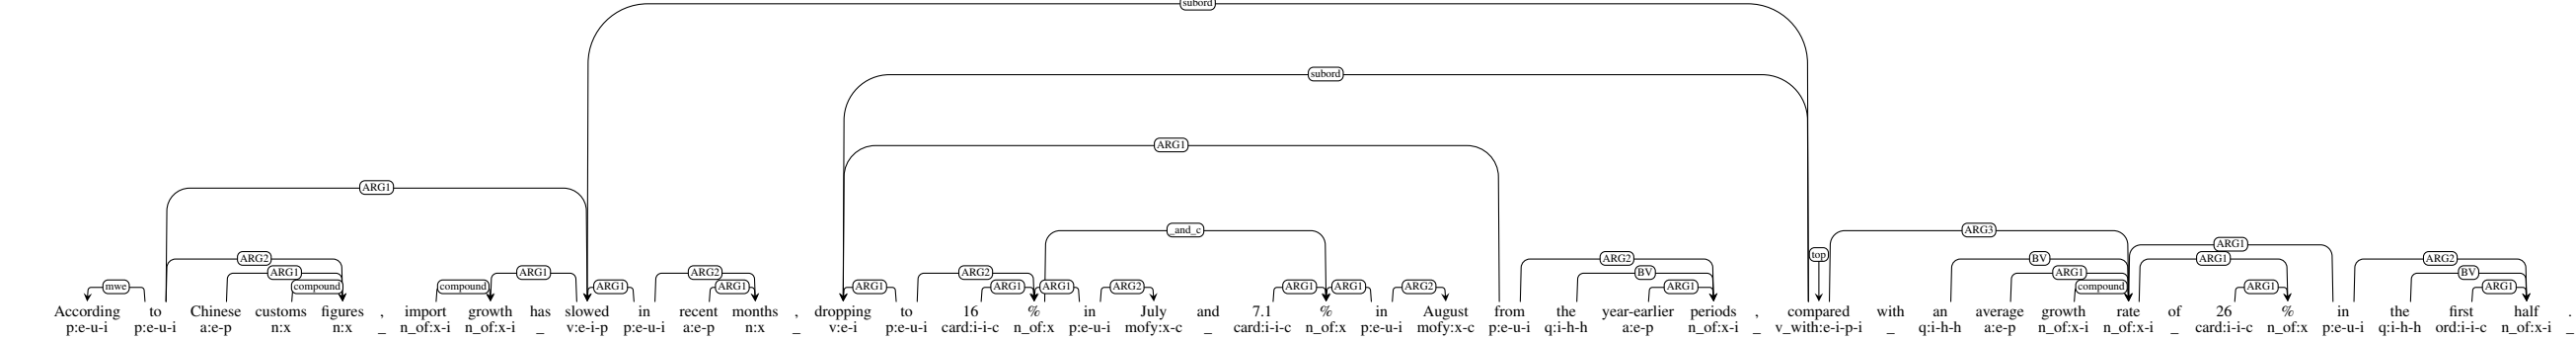 subord
subord
ARG1
ARG1
_and_c ARG3
ARG1
ARG2 ARG2 top BV ARG1 ARG2
ARG1 ARG1 ARG2 ARG2 BV ARG1 BV
mwe compound compound ARG1 ARG1 ARG1 ARG1 ARG1 ARG2 ARG1 ARG1 ARG2 ARG1 compound ARG1 ARG1
According to Chinese customs figures , import growth has slowed in recent months , dropping to 16 % in July and 7.1 % in August from the year-earlier periods , compared with an average growth rate of 26 % in the first half .
p:e-u-i p:e-u-i a:e-p n:x n:x _ n_of:x-i n_of:x-i _ v:e-i-p p:e-u-i a:e-p n:x _ v:e-i p:e-u-i card:i-i-c n_of:x p:e-u-i mofy:x-c _ card:i-i-c n_of:x p:e-u-i mofy:x-c p:e-u-i q:i-h-h a:e-p n_of:x-i _ v_with:e-i-p-i _ q:i-h-h a:e-p n_of:x-i n_of:x-i _ card:i-i-c n_of:x p:e-u-i q:i-h-h ord:i-i-c n_of:x-i _